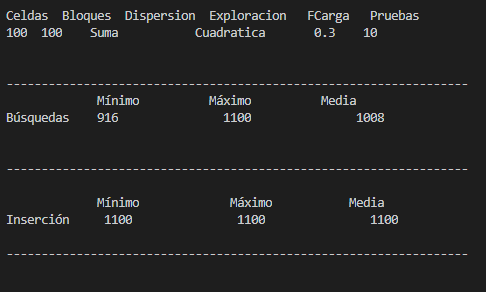 Celdas Bloques Dispersion Exploracion FCarga Pruebas
100 100 Suma Cuadratica 0.3 10
------------------------------------------------------------------
Mínimo Máximo Media
Búsquedas 916 1100 1008
------------------------------------------------------------------
Mínimo Máximo Media
Inserción 1100 1100 1100
------------------------------------------------------------------